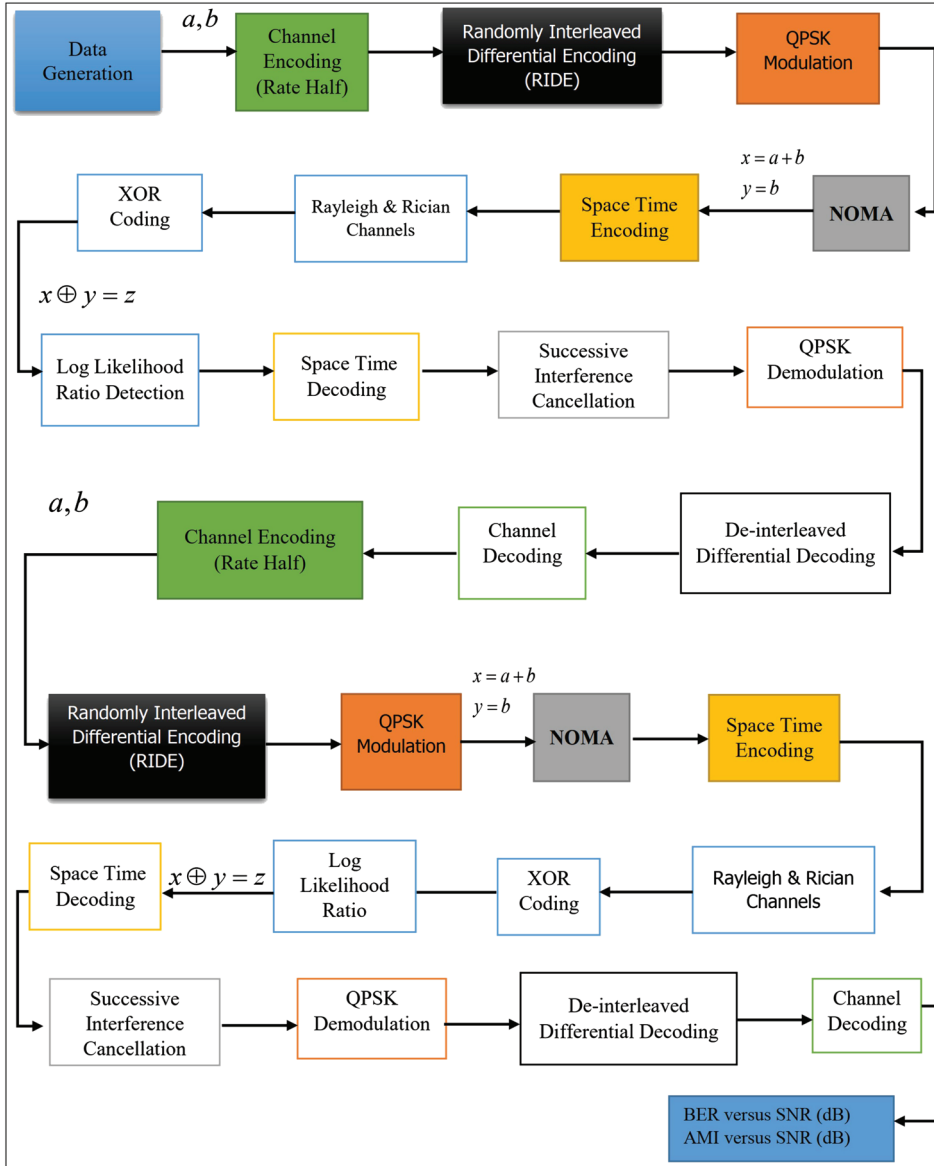 a,b
Data
Generation
Channel
Encoding
(Rate Half)
Randomly Interleaved
Differential Encoding
(RIDE)
QPSK
Modulation
x = a + b
y = b
NOMA
Space Time
Encoding
Rayleigh & Rician
Channels
XOR
Coding
x ⊕ y = z
Log Likelihood
Ratio Detection
Space Time
Decoding
Successive
Interference
Cancellation
QPSK
Demodulation
De-interleaved
Differential Decoding
Channel
Decoding
Channel Encoding
(Rate Half)
a,b
Randomly Interleaved
Differential Encoding
(RIDE)
QPSK
Modulation
x = a + b
y = b
NOMA
Space Time
Encoding
Rayleigh & Rician
Channels
XOR
Coding
Log
Likelihood
Ratio
x ⊕ y = z
Space Time
Decoding
Successive
Interference
Cancellation
QPSK
Demodulation
De-interleaved
Differential Decoding
Channel
Decoding
BER versus SNR (dB)
AMI versus SNR (dB)